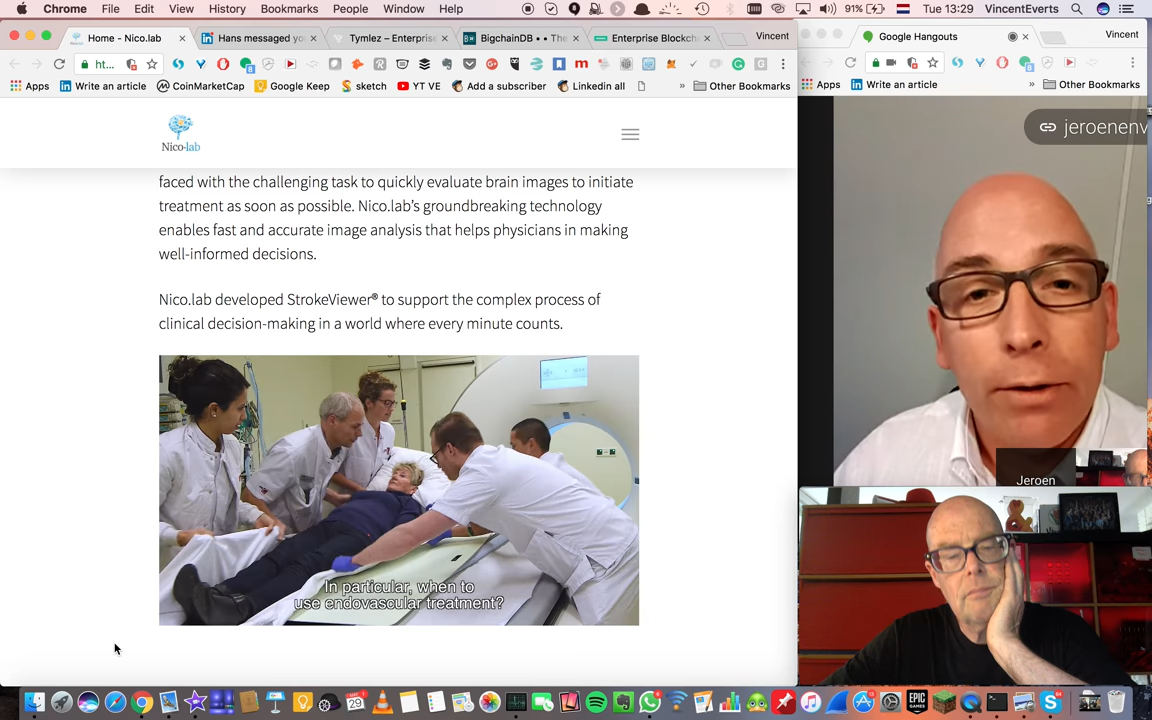 Chrome File Edit View History Bookmarks People Window Help 91% Tue 13:29 VincentEverts
Home - Nico.lab Hans messaged yo Tymlez – Enterprise BigchainDB • • The Enterprise Blockch Vincent
ht...
Apps Write an article CoinMarketCap Google Keep sketch YT VE Add a subscriber Linkedin all » Other Bookmarks
Google Hangouts Vincent
Apps Write an article » Other Bookmarks
Nico-lab
faced with the challenging task to quickly evaluate brain images to initiate
treatment as soon as possible. Nico.lab’s groundbreaking technology
enables fast and accurate image analysis that helps physicians in making
well-informed decisions.
Nico.lab developed StrokeViewer® to support the complex process of
clinical decision-making in a world where every minute counts.
In particular, when to
use endovascular treatment?
jeroenenv
Jeroen
29
EPIC
GAMES